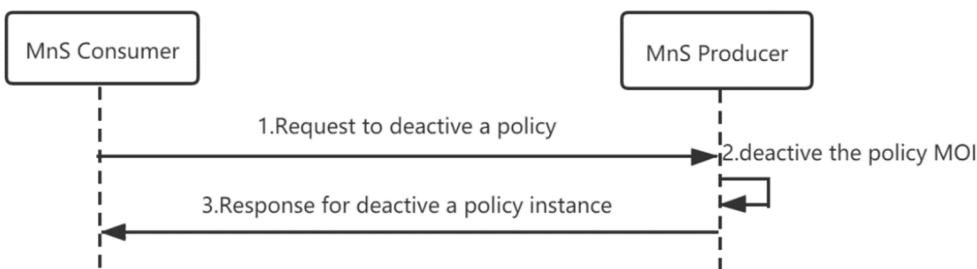 MnS Consumer
MnS Producer
1.Request to deactive a policy
2.deactive the policy MOI
3.Response for deactive a policy instance